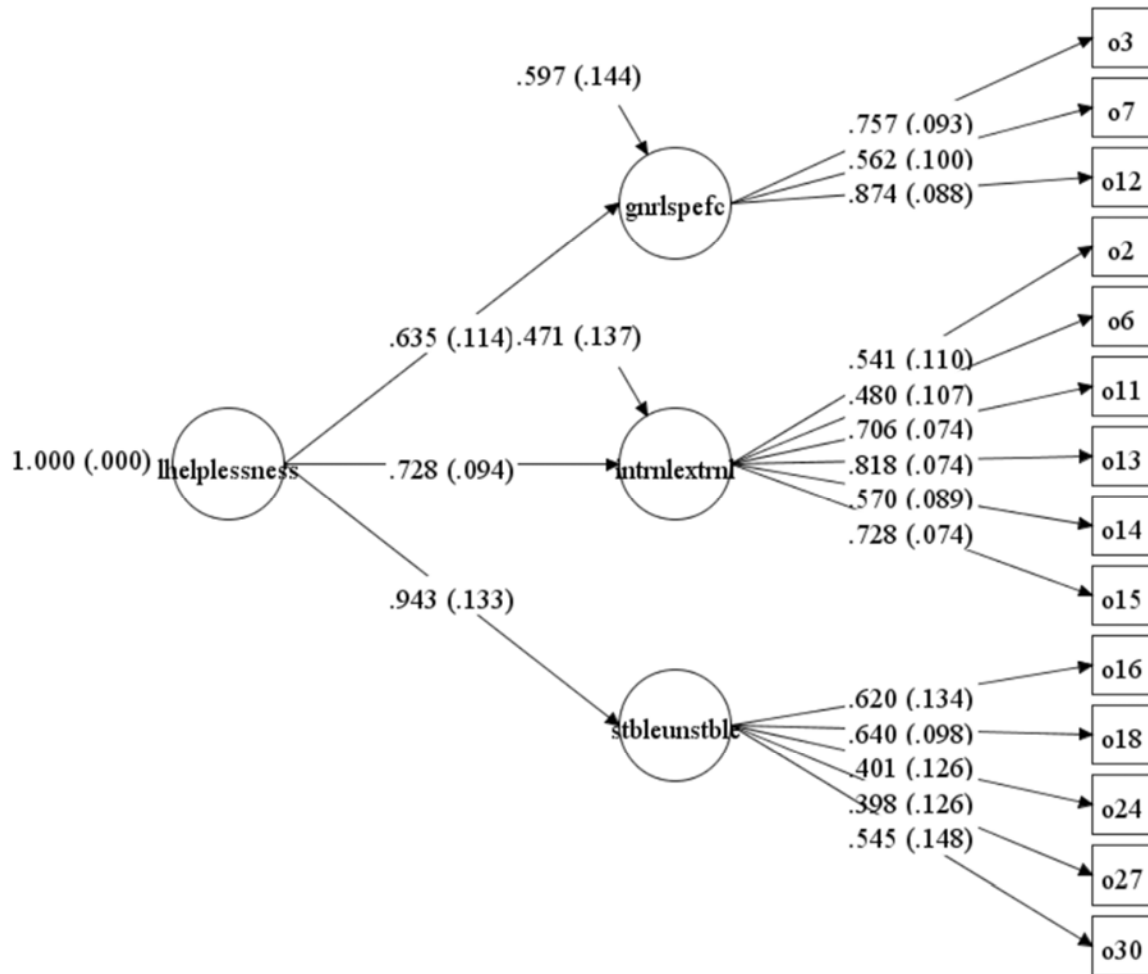 o3
.597 (.144)
o7
.757 (.093)
.562 (.100)
o12
.874 (.088)
gnrlspefc
o2
o6
.635 (.114) .471 (.137)
.541 (.110)
o11
.480 (.107)
.706 (.074)
o13
1.000 (.000) lhelplessness .728 (.094) intrnlextrnl .818 (.074)
.570 (.089)
o14
.728 (.074)
.943 (.133)
o15
o16
.620 (.134)
stbleunstble
.640 (.098)
o18
.401 (.126)
.398 (.126)
o24
.545 (.148)
o27
o30